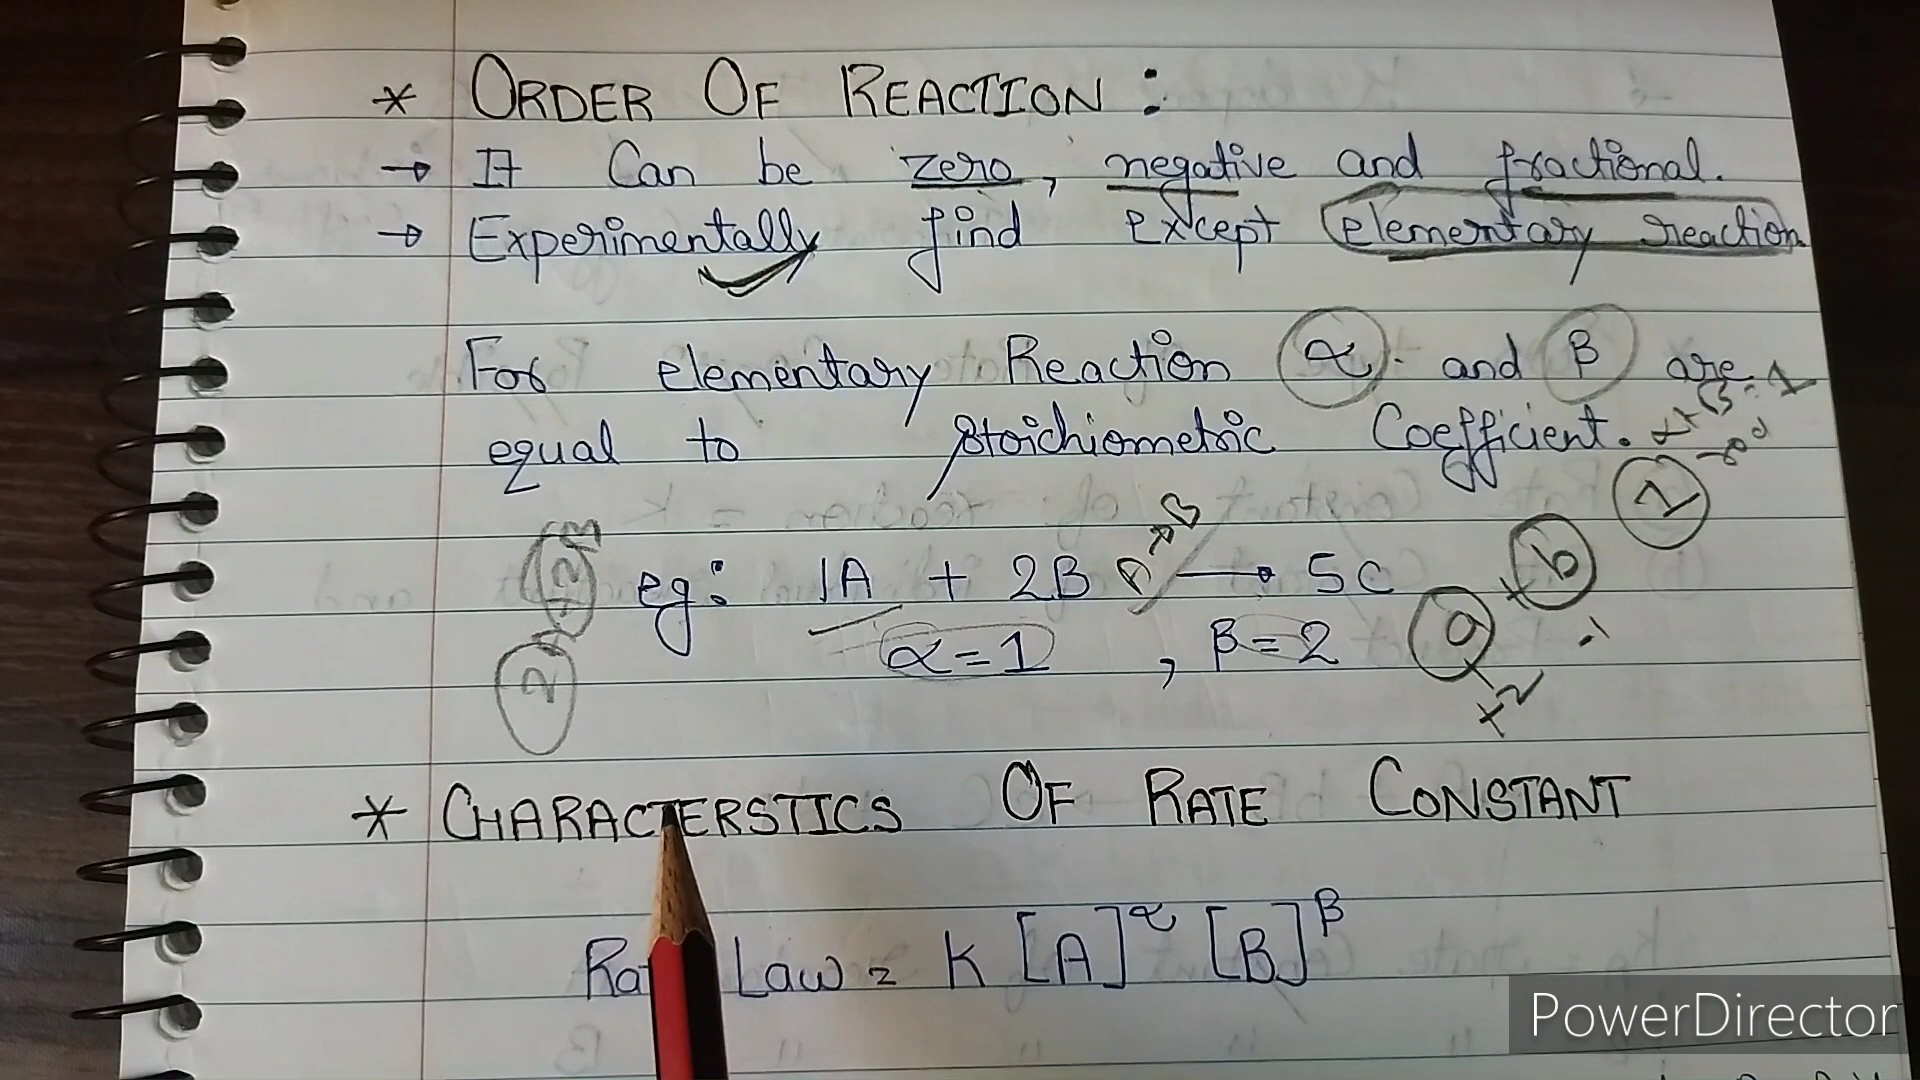 * ORDER OF REACTION :
→ It Can be zero, negative and fractional.
→ Experimentally find except elementary reaction
For elementary Reaction α and β are
equal to stoichiometric Coefficient.
eg: 1A + 2B → 5C
α = 1 , β = 2
* CHARACTERSTICS OF RATE CONSTANT
Law = K [A]^α [B]^β
PowerDirector